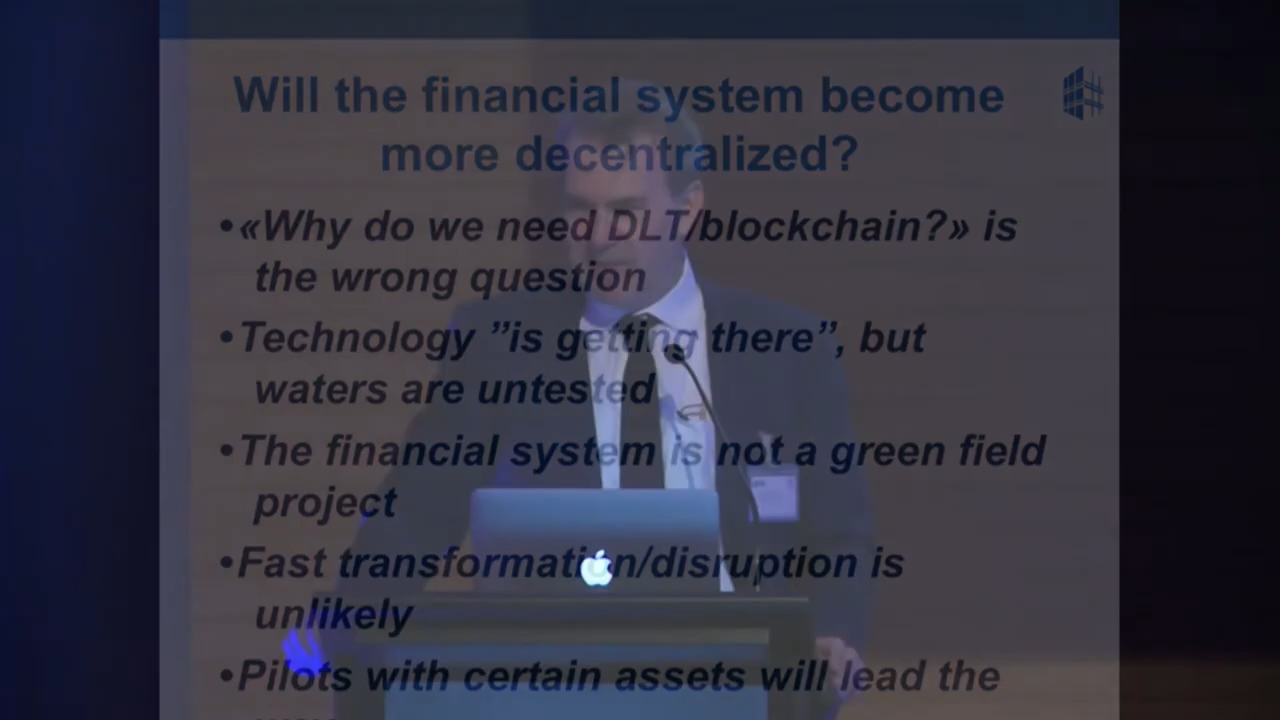 Will the financial system become
more decentralized?
•«Why do we need DLT/blockchain?» is
the wrong question
•Technology ”is getting there”, but
waters are untested
•The financial system is not a green field
project
•Fast transformation/disruption is
unlikely
•Pilots with certain assets will lead the